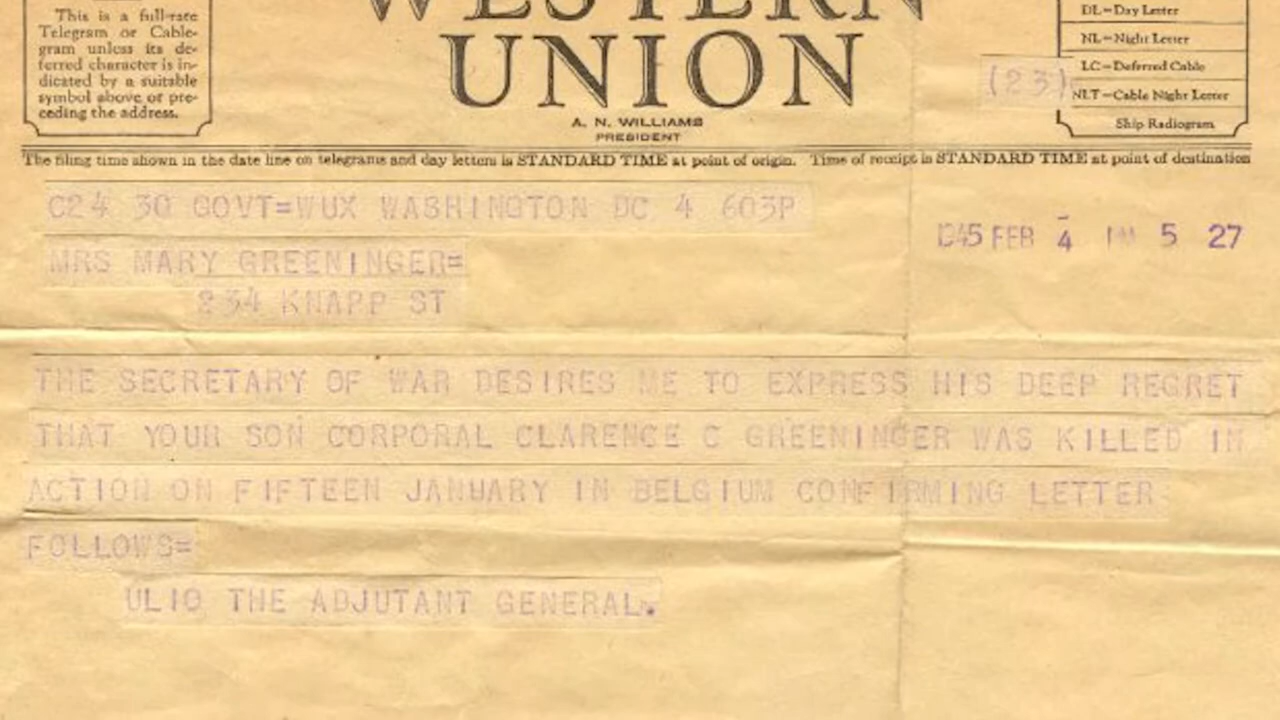 This is a full-rate
Telegram or Cable-
gram unless its de-
ferred character is in-
dicated by a suitable
symbol above or pre-
ceding the address.
WESTERN
UNION
A. N. WILLIAMS
PRESIDENT
(23)
DL=Day Letter
NL=Night Letter
LC=Deferred Cable
NLT=Cable Night Letter
Ship Radiogram
The filing time shown in the date line on telegrams and day letters is STANDARD TIME at point of origin. Time of receipt is STANDARD TIME at point of destination
C24 30 GOVT=WUX WASHINGTON DC 4 603P
1945 FEB 4 PM 5 27
MRS MARY GREENINGER=
234 KNAPP ST
THE SECRETARY OF WAR DESIRES ME TO EXPRESS HIS DEEP REGRET
THAT YOUR SON CORPORAL CLARENCE C GREENINGER WAS KILLED IN
ACTION ON FIFTEEN JANUARY IN BELGIUM CONFIRMING LETTER
FOLLOWS=
ULIO THE ADJUTANT GENERAL.